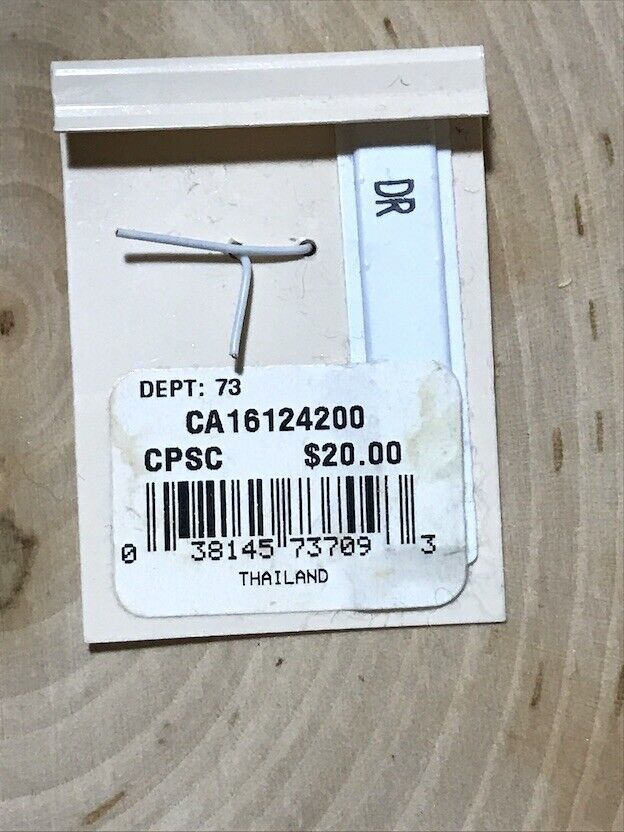 DR
DEPT: 73
CA16124200
CPSC $20.00
0 38145 73709 3
THAILAND